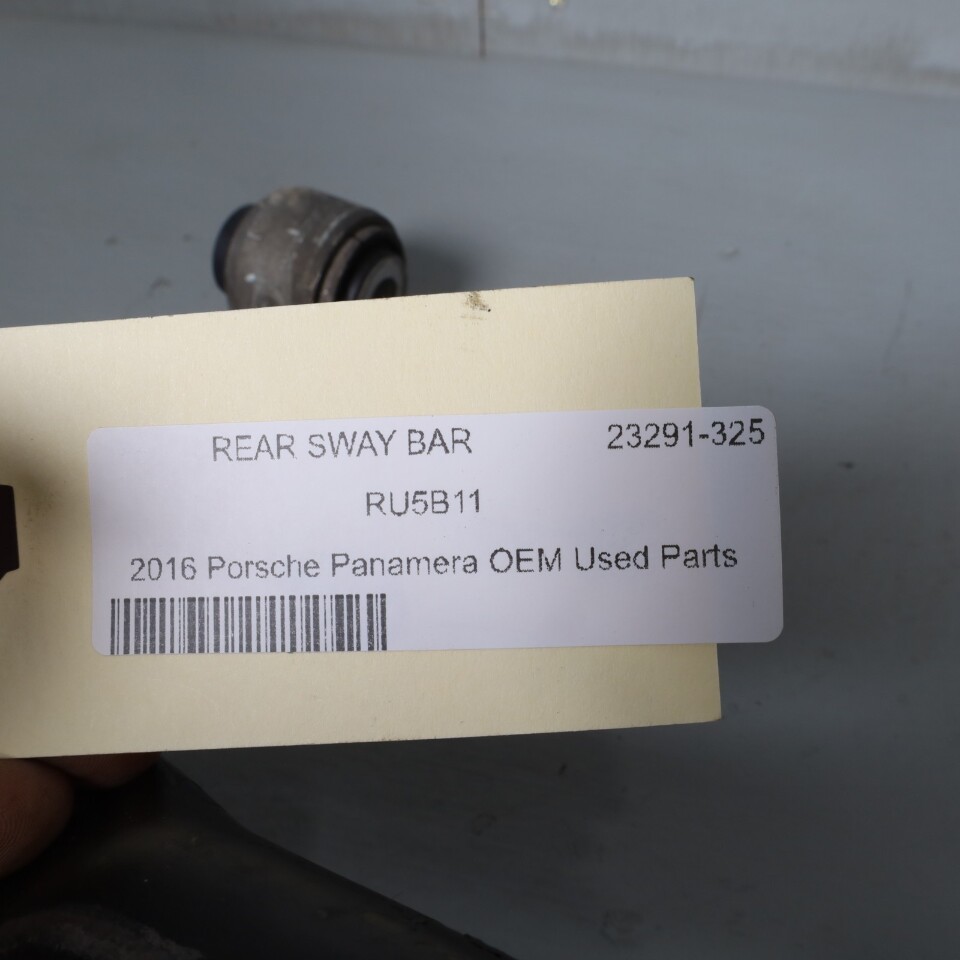 REAR SWAY BAR 23291-325
RU5B11
2016 Porsche Panamera OEM Used Parts